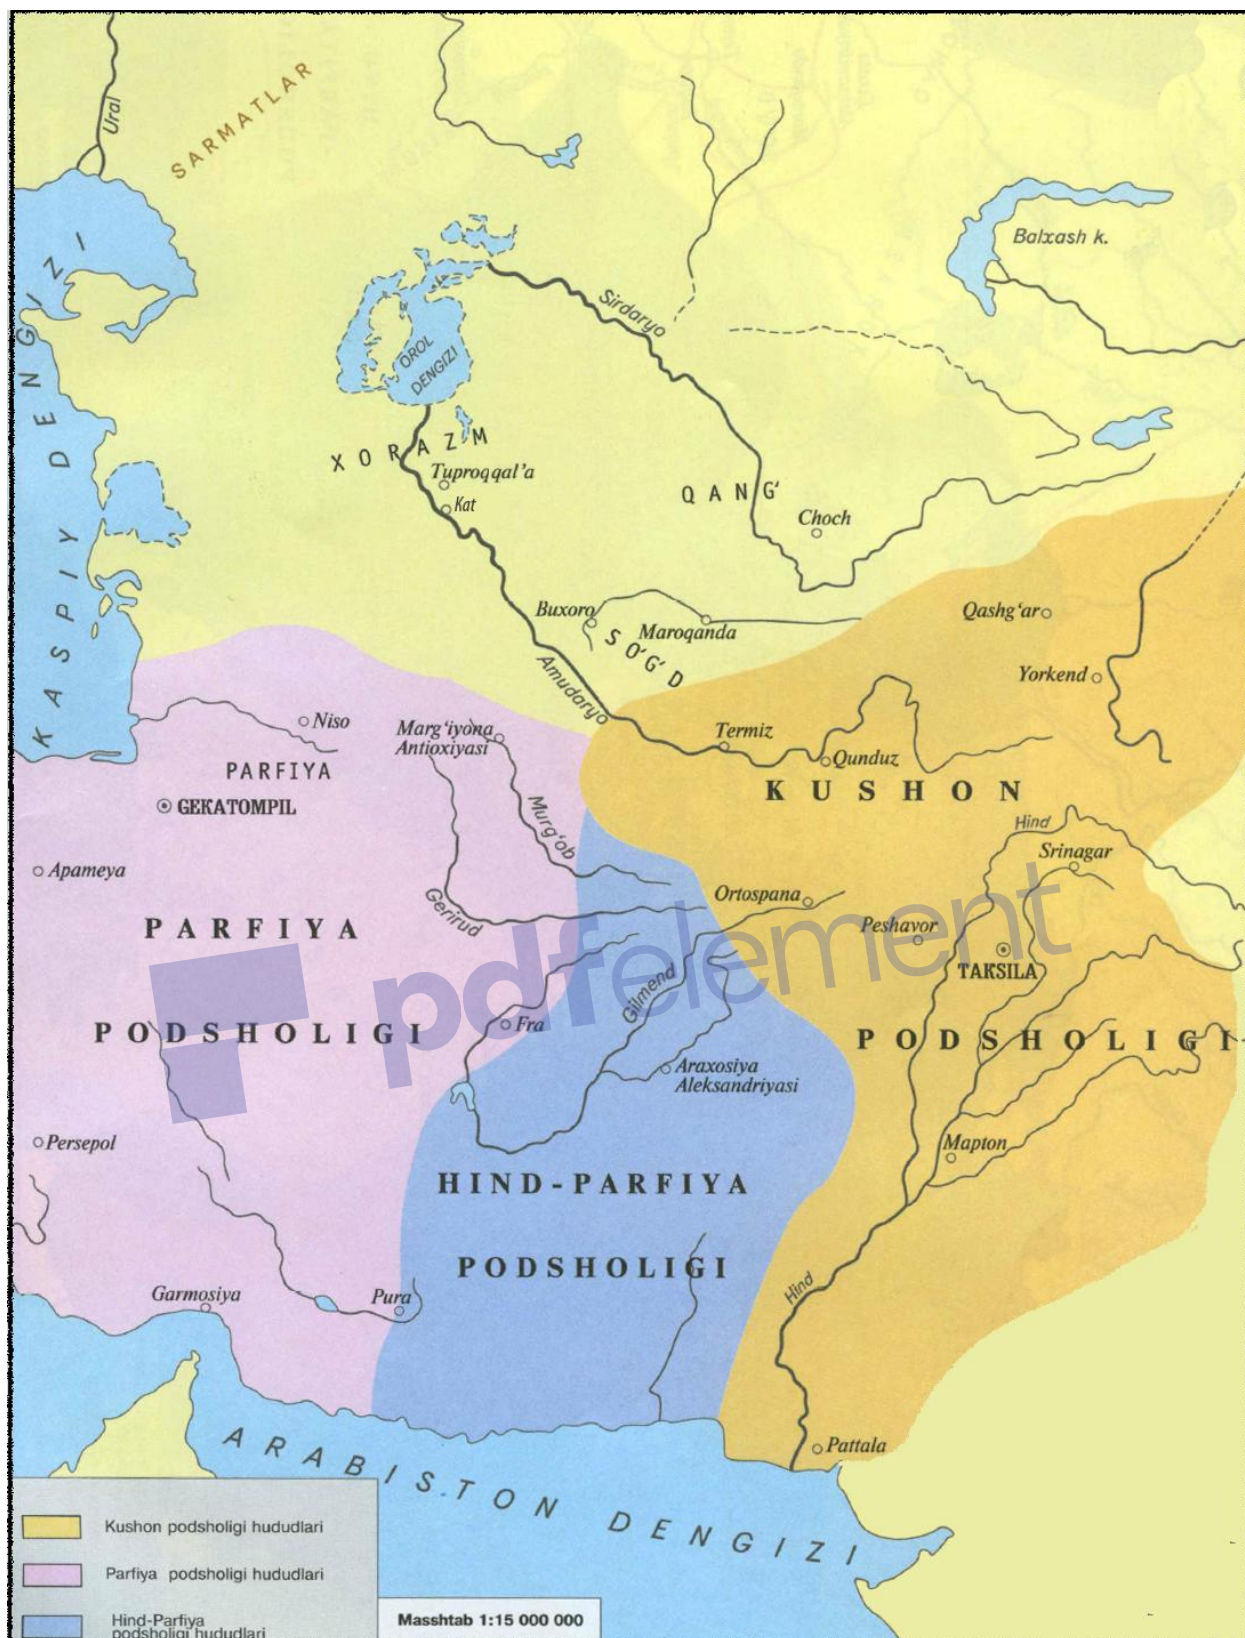 Ural
SARMATLAR
KASPIY DENGIZI
Balxash k.
Sirdaryo
OROL
DENGIZI
XORAZM
Tuproqqal’a
Kat
QANG‘
Choch
Buxoro
Maroqanda
SO‘G‘D
Qashg‘ar
Yorkend
Amudaryo
Niso
Marg‘iyona
Antioxiyasi
Termiz
Qunduz
PARFIYA
KUSHON
GEKATOMPIL
Murg‘ob
Hind
Srinagar
Apameya
Gerirud
Ortospana
PARFIYA
Peshavor
TAKSILA
pdfelement
Gilmend
Fra
PODSHOLIGI
PODSHOLIGI
Araxosiya
Aleksandriyasi
Persepol
Mapton
HIND-PARFIYA
PODSHOLIGI
Hind
Garmosiya
Pura
Pattala
ARABISTON DENGIZI
Kushon podsholigi hududlari
Parfiya podsholigi hududlari
Hind-Parfiya
podsholigi hududlari
Masshtab 1:15 000 000